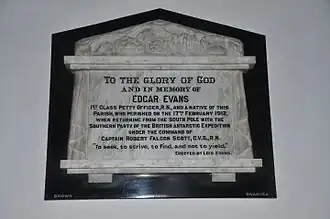 TO THE GLORY OF GOD
AND IN MEMORY OF
EDGAR EVANS
1ST CLASS PETTY OFFICER, R.N., AND A NATIVE OF THIS
PARISH, WHO PERISHED ON THE 17TH FEBRUARY 1912,
WHEN RETURNING FROM THE SOUTH POLE WITH THE
SOUTHERN PARTY OF THE BRITISH ANTARCTIC EXPEDITION
UNDER THE COMMAND OF
CAPTAIN ROBERT FALCON SCOTT, C.V.O., R.N.
"To seek, to strive, to find, and not to yield."
ERECTED BY LOIS EVANS.
BROWN SWANSEA